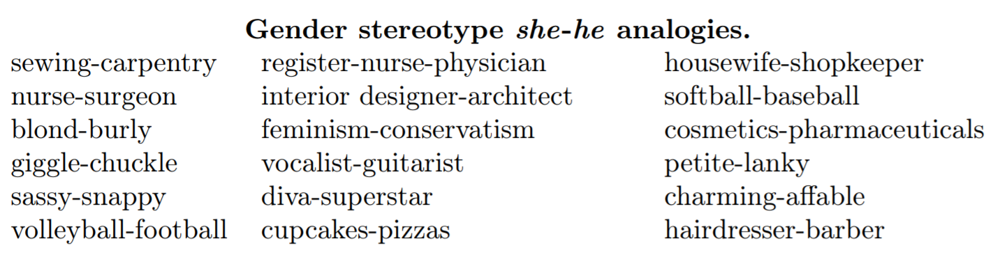 Gender stereotype she-he analogies.
sewing-carpentry register-nurse-physician housewife-shopkeeper
nurse-surgeon interior designer-architect softball-baseball
blond-burly feminism-conservatism cosmetics-pharmaceuticals
giggle-chuckle vocalist-guitarist petite-lanky
sassy-snappy diva-superstar charming-affable
volleyball-football cupcakes-pizzas hairdresser-barber